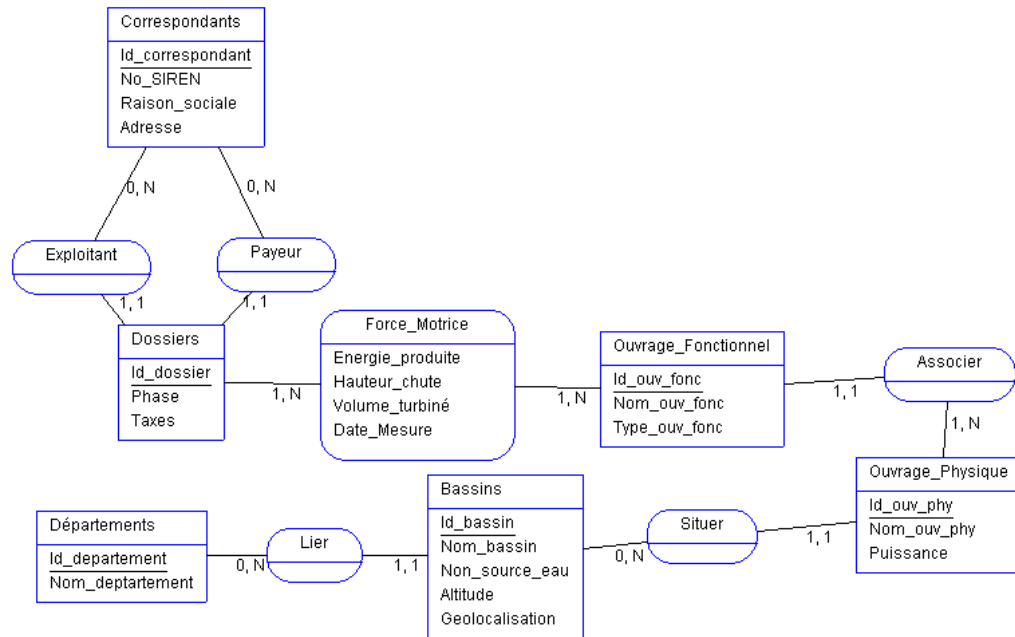 Correspondants
Id_correspondant
No_SIREN
Raison_sociale
Adresse
0, N
0, N
Exploitant
Payeur
1, 1
1, 1
Dossiers
Id_dossier
Phase
Taxes
1, N
Force_Motrice
Energie_produite
Hauteur_chute
Volume_turbiné
Date_Mesure
1, N
Ouvrage_Fonctionnel
Id_ouv_fonc
Nom_ouv_fonc
Type_ouv_fonc
1, 1
Associer
1, N
Ouvrage_Physique
Id_ouv_phy
Nom_ouv_phy
Puissance
1, 1
Situer
0, N
Bassins
Id_bassin
Nom_bassin
Non_source_eau
Altitude
Geolocalisation
1, 1
Lier
0, N
Départements
Id_departement
Nom_deptartement